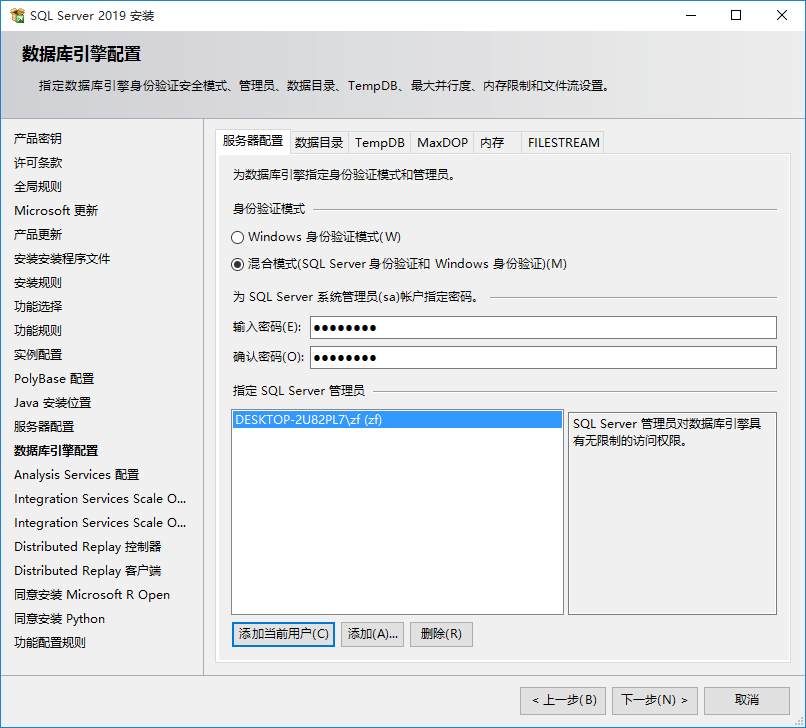 SQL Server 2019 安装
数据库引擎配置
指定数据库引擎身份验证安全模式、管理员、数据目录、TempDB、最大并行度、内存限制和文件流设置。
产品密钥
许可条款
全局规则
Microsoft 更新
产品更新
安装安装程序文件
安装规则
功能选择
功能规则
实例配置
PolyBase 配置
Java 安装位置
服务器配置
数据库引擎配置
Analysis Services 配置
Integration Services Scale O...
Integration Services Scale O...
Distributed Replay 控制器
Distributed Replay 客户端
同意安装 Microsoft R Open
同意安装 Python
功能配置规则
服务器配置 数据目录 TempDB MaxDOP 内存 FILESTREAM
为数据库引擎指定身份验证模式和管理员。
身份验证模式
Windows 身份验证模式(W)
混合模式(SQL Server 身份验证和 Windows 身份验证)(M)
为 SQL Server 系统管理员(sa)帐户指定密码。
输入密码(E): ●●●●●●●●
确认密码(O): ●●●●●●●●
指定 SQL Server 管理员
DESKTOP-2U82PL7\zf (zf)
SQL Server 管理员对数据库引擎具
有无限制的访问权限。
添加当前用户(C) 添加(A)... 删除(R)
< 上一步(B) 下一步(N) > 取消